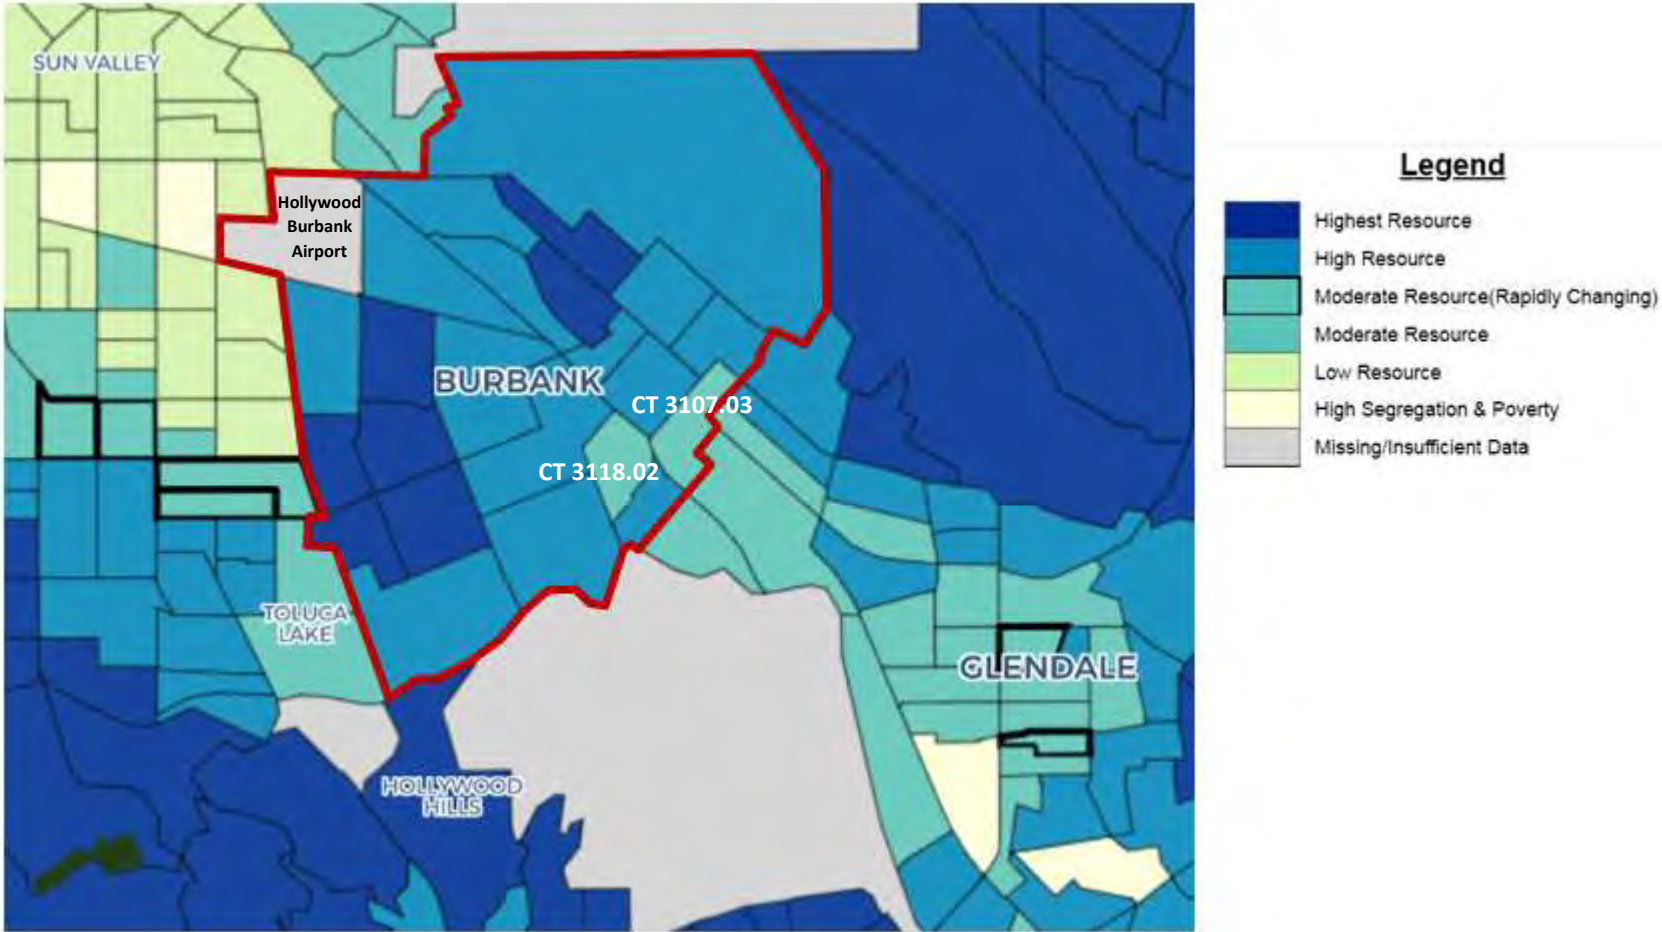 SUN VALLEY
Hollywood
Burbank
Airport
BURBANK
CT 3107.03
CT 3118.02
TOLUCA
LAKE
GLENDALE
HOLLYWOOD
HILLS
Legend
Highest Resource
High Resource
Moderate Resource(Rapidly Changing)
Moderate Resource
Low Resource
High Segregation & Poverty
Missing/Insufficient Data